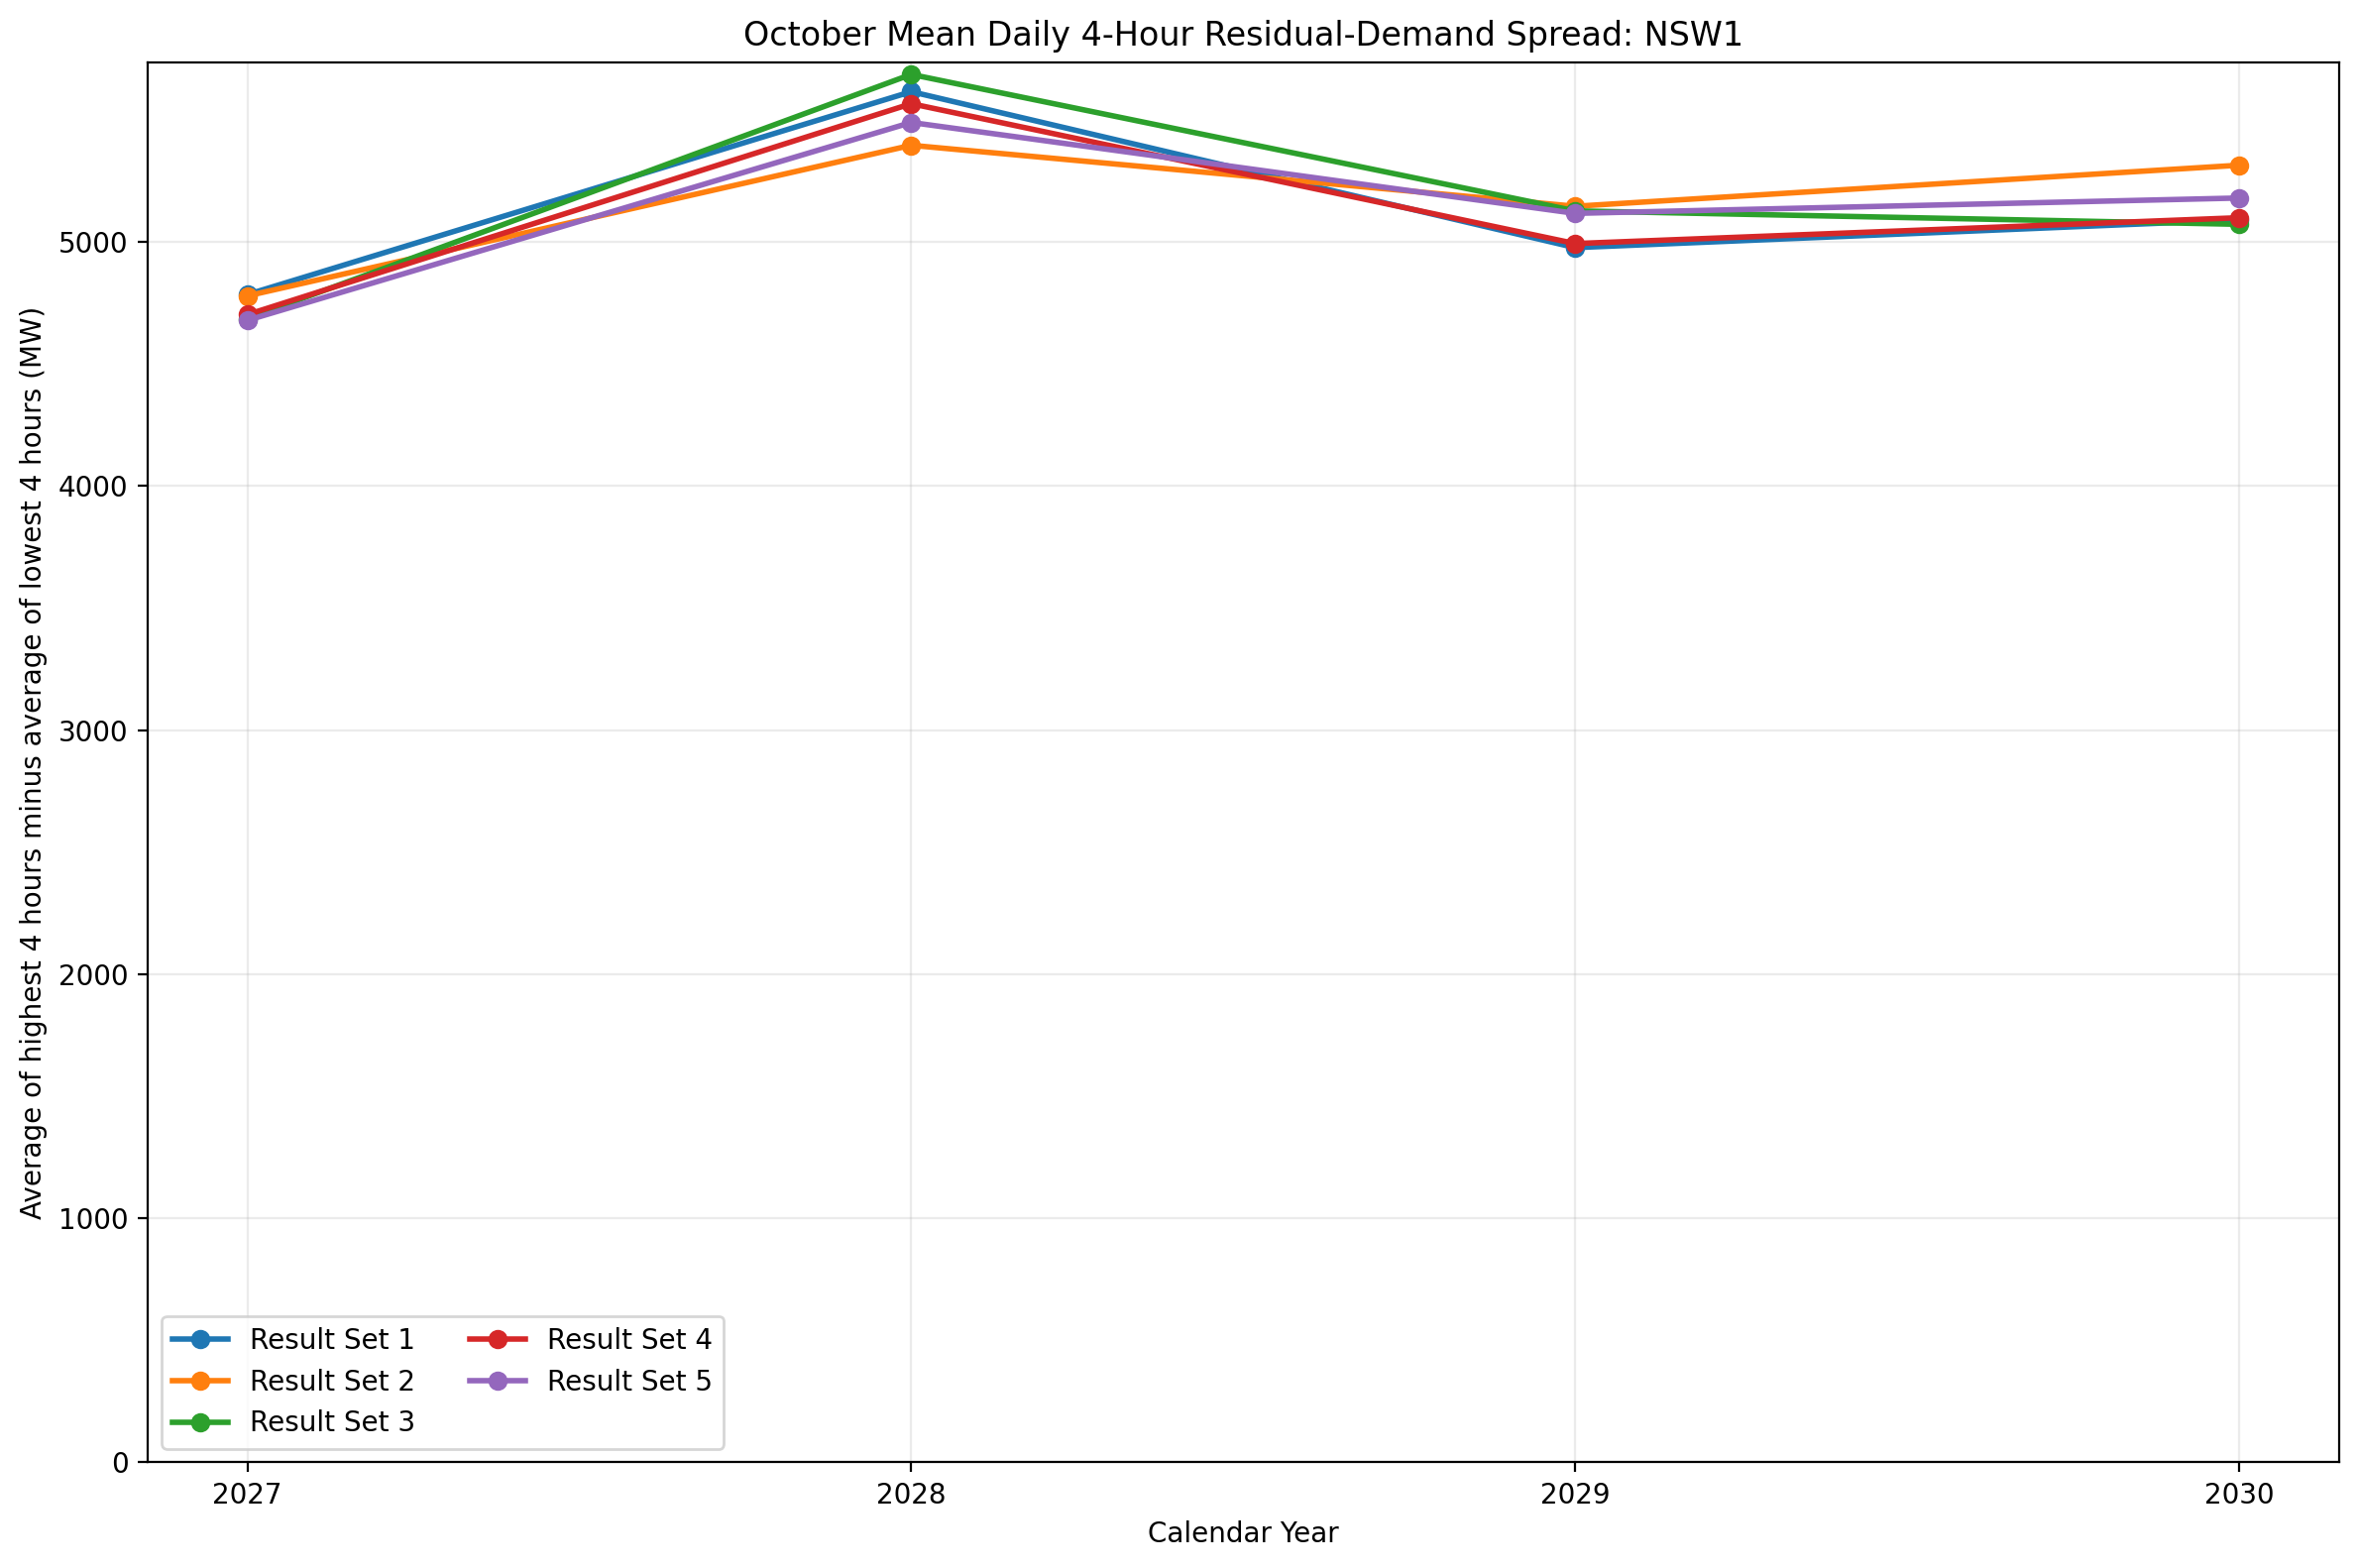 October Mean Daily 4-Hour Residual-Demand Spread: NSW1
Average of highest 4 hours minus average of lowest 4 hours (MW)
5000
4000
3000
2000
1000
0
2027
2028
2029
2030
Calendar Year
Result Set 1
Result Set 2
Result Set 3
Result Set 4
Result Set 5